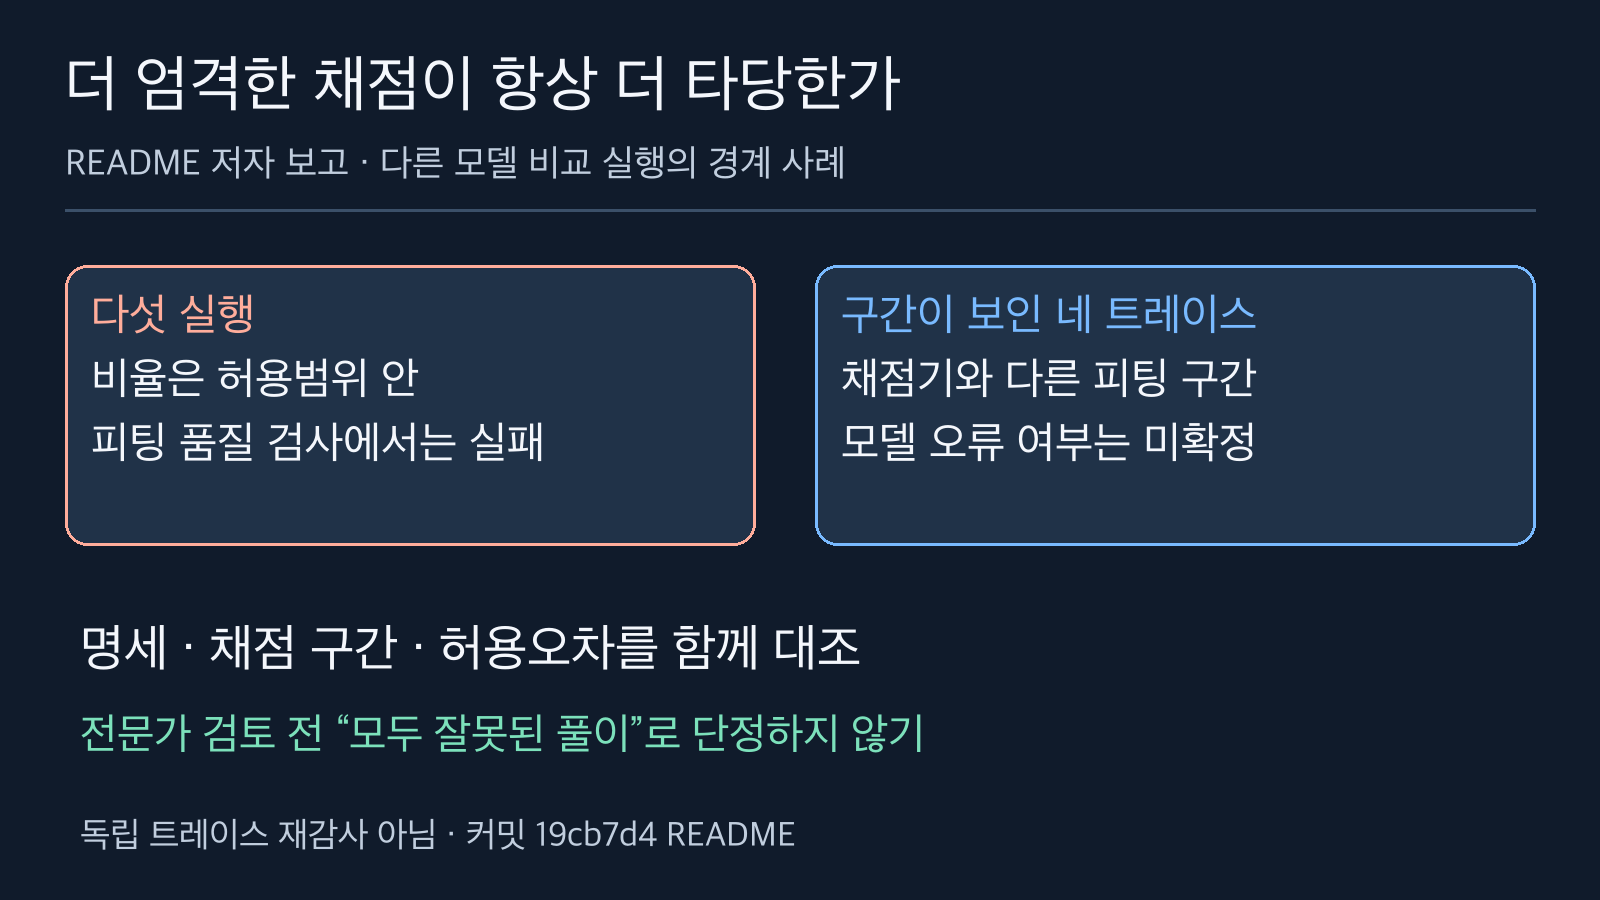 더 엄격한 채점이 항상 더 타당한가
README 저자 보고 · 다른 모델 비교 실행의 경계 사례
다섯 실행
비율은 허용범위 안
피팅 품질 검사에서는 실패
구간이 보인 네 트레이스
채점기와 다른 피팅 구간
모델 오류 여부는 미확정
명세 · 채점 구간 · 허용오차를 함께 대조
전문가 검토 전 “모두 잘못된 풀이”로 단정하지 않기
독립 트레이스 재감사 아님 · 커밋 19cb7d4 README